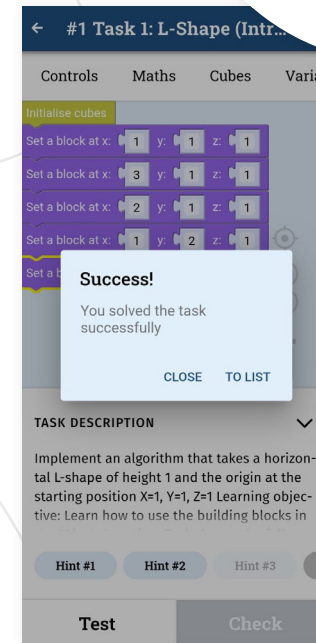 #1 Task 1: L-Shape (Intr...
Controls Maths Cubes Varia
Initialise cubes
Set a block at x: 1 y: 1 z: 1
Set a block at x: 3 y: 1 z: 1
Set a block at x: 2 y: 1 z: 1
Set a block at x: 1 y: 2 z: 1
Set a b
Success!
You solved the task
successfully
CLOSE TO LIST
TASK DESCRIPTION
Implement an algorithm that takes a horizon-
tal L-shape of height 1 and the origin at the
starting position X=1, Y=1, Z=1 Learning objec-
tive: Learn how to use the building blocks in
Hint #1 Hint #2 Hint #3
Test Check